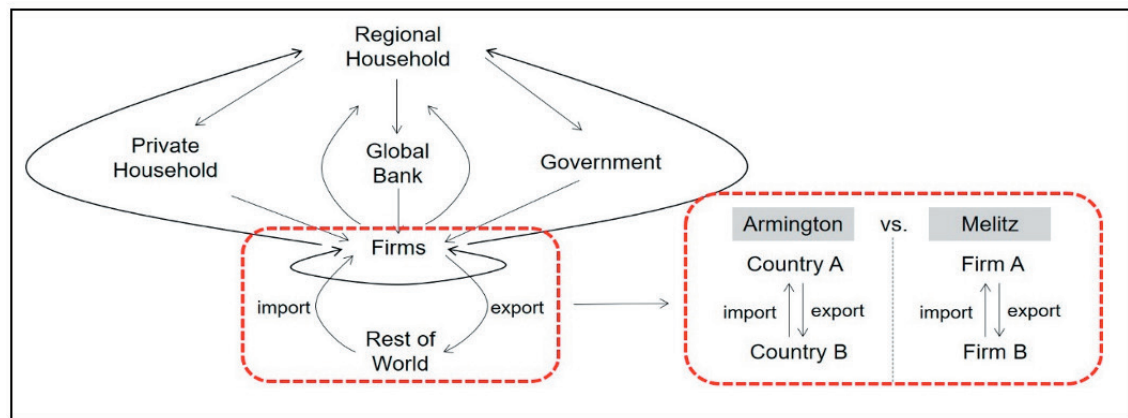 Regional
Household
Private
Household
Global
Bank
Government
Firms
import
export
Rest of
World
Armington
vs.
Melitz
Country A
Firm A
import
export
import
export
Country B
Firm B